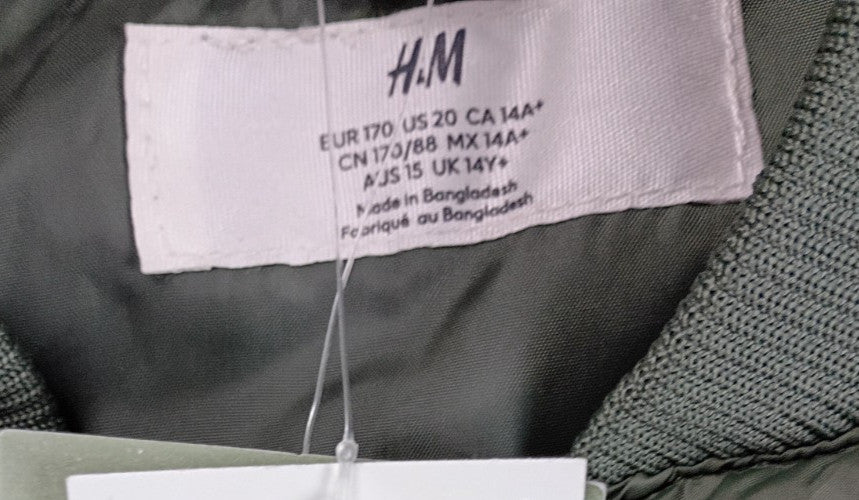 H&M
EUR 170 US 20 CA 14A+
CN 170/88 MX 14A+
AUS 15 UK 14Y+
Made in Bangladesh
Fabriqué au Bangladesh